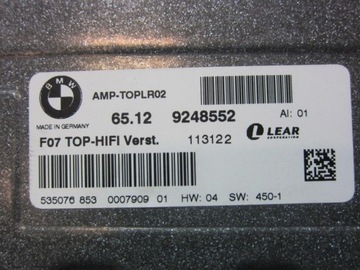 BMW
AMP-TOPLR02
65.12 9248552 AI: 01
MADE IN GERMANY
F07 TOP-HIFI Verst. 113122 LEAR
CORPORATION
535076 853 0007909 01 HW: 04 SW: 450-1